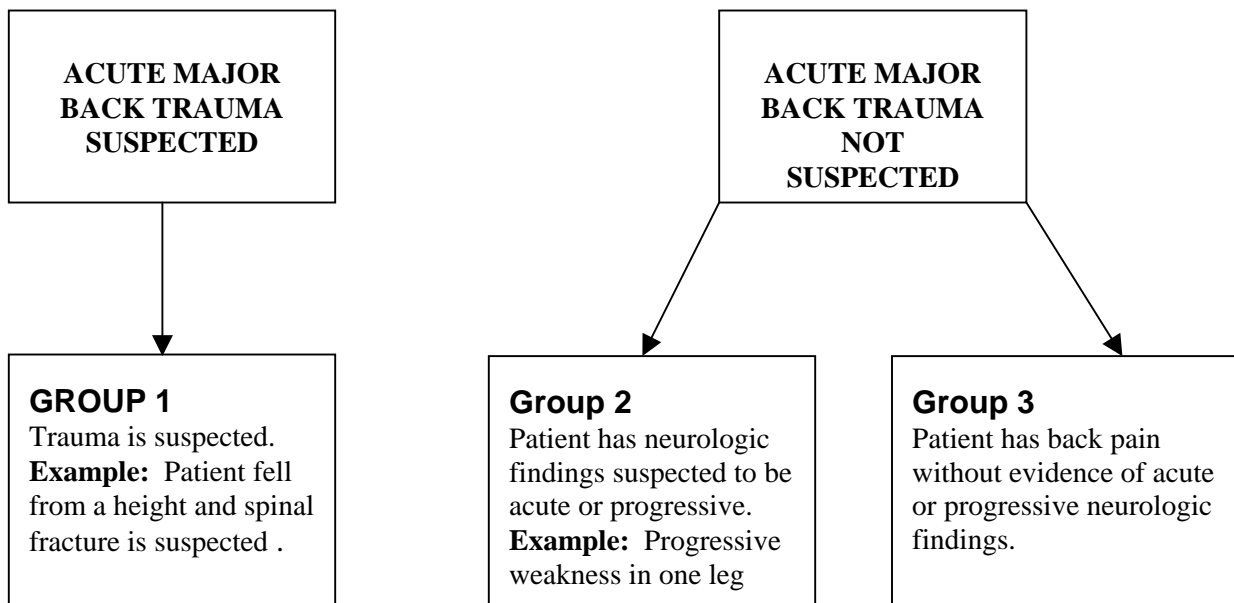 ACUTE MAJOR
BACK TRAUMA
SUSPECTED
ACUTE MAJOR
BACK TRAUMA
NOT
SUSPECTED
GROUP 1
Trauma is suspected.
Example: Patient fell
from a height and spinal
fracture is suspected .
Group 2
Patient has neurologic
findings suspected to be
acute or progressive.
Example: Progressive
weakness in one leg
Group 3
Patient has back pain
without evidence of acute
or progressive neurologic
findings.